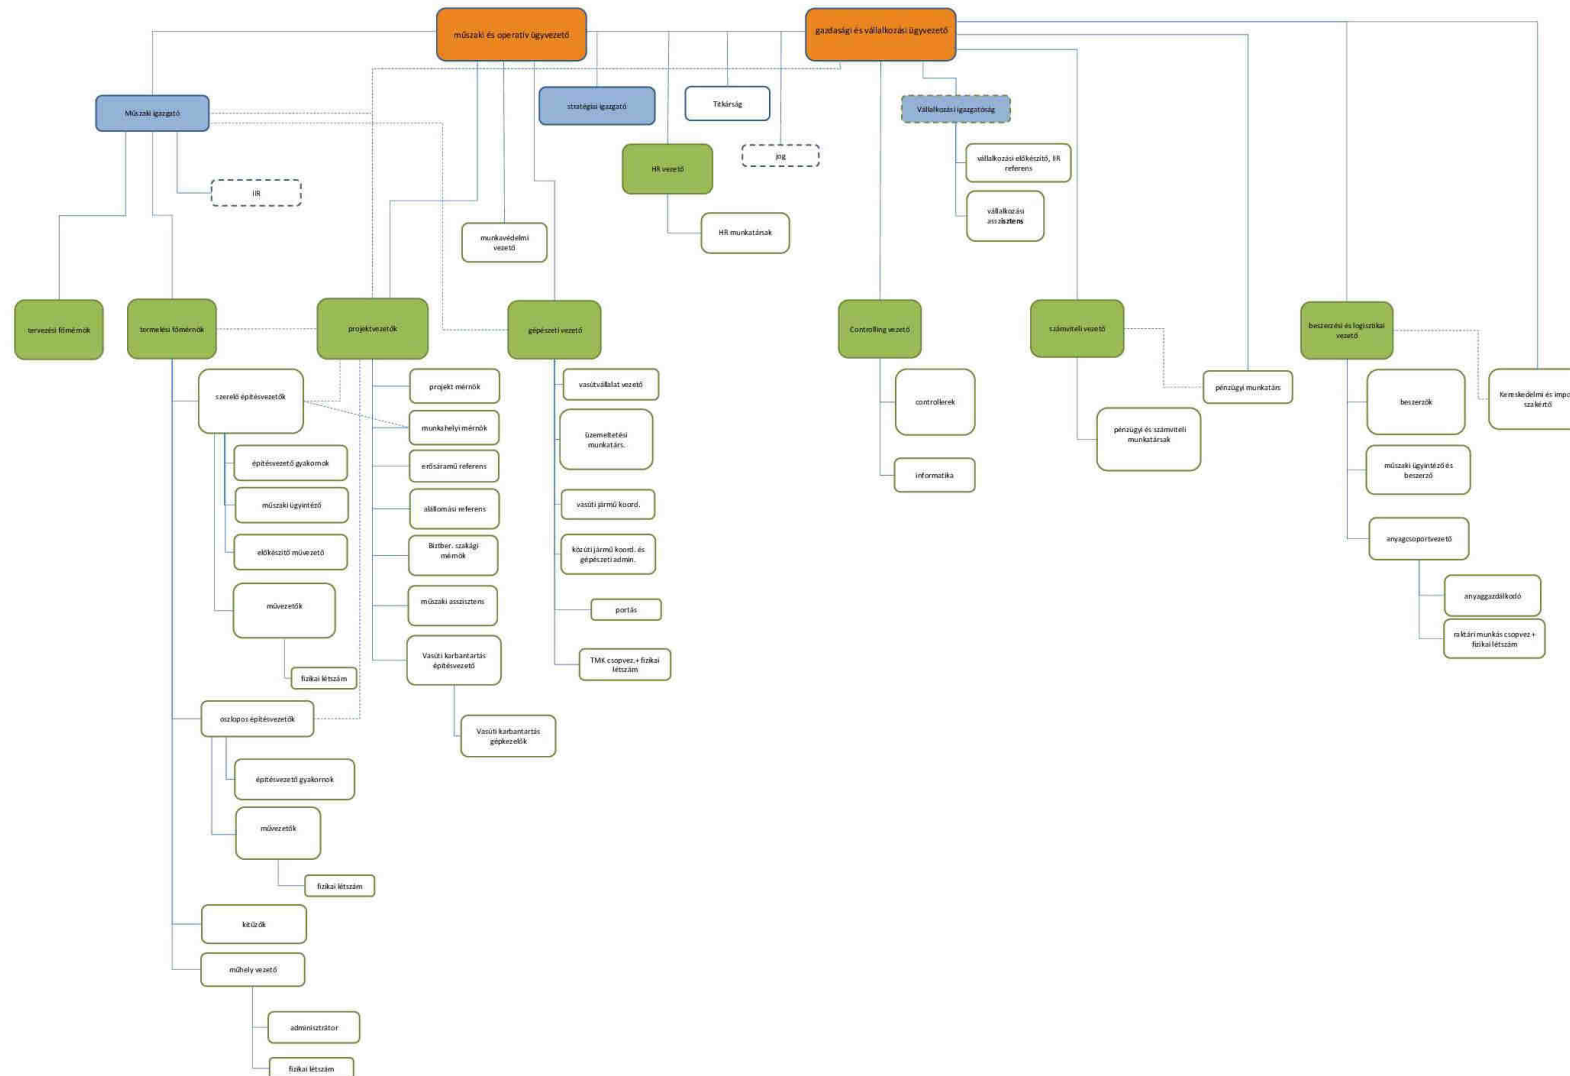 műszaki és operatív ügyvezető
gazdasági és vállalkozási ügyvezető
Műszaki igazgató
stratégiai igazgató
Titkárság
Vállalkozási igazgatóság
jog
HR vezető
vállalkozási előkészítő, IIR
referens
IIR
vállalkozási
asszisztens
HR munkatársak
munkavédelmi
vezető
tervezési főmérnök
termelési főmérnök
projektvezetők
gépészeti vezető
Controlling vezető
számviteli vezető
beszerzési és logisztikai
vezető
szerelő építésvezetők
projekt mérnök
vasútvállalat vezető
controllerek
pénzügyi munkatárs
beszerzők
Kereskedelmi és impo
szakértő
munkahelyi mérnök
üzemeltetési
munkatárs.
pénzügyi és számviteli
munkatársak
építésvezető gyakornok
erősáramú referens
informatika
műszaki ügyintéző és
beszerző
műszaki ügyintéző
alállomási referens
vasúti jármű koord.
előkészítő művezető
Biztber. szakági
mérnök
közúti jármű koord. és
gépészeti admin.
anyagcsoportvezető
művezetők
műszaki asszisztens
portás
anyaggazdálkodó
raktári munkás csopvez +
fizikai létszám
Vasúti karbantartás
építésvezető
TMK csopvez.+ fizikai
létszám
fizikai létszám
oszlopos építésvezetők
Vasúti karbantartás
gépkezelők
építésvezető gyakornok
művezetők
fizikai létszám
kitűzők
műhely vezető
adminisztrátor
fizikai létszám